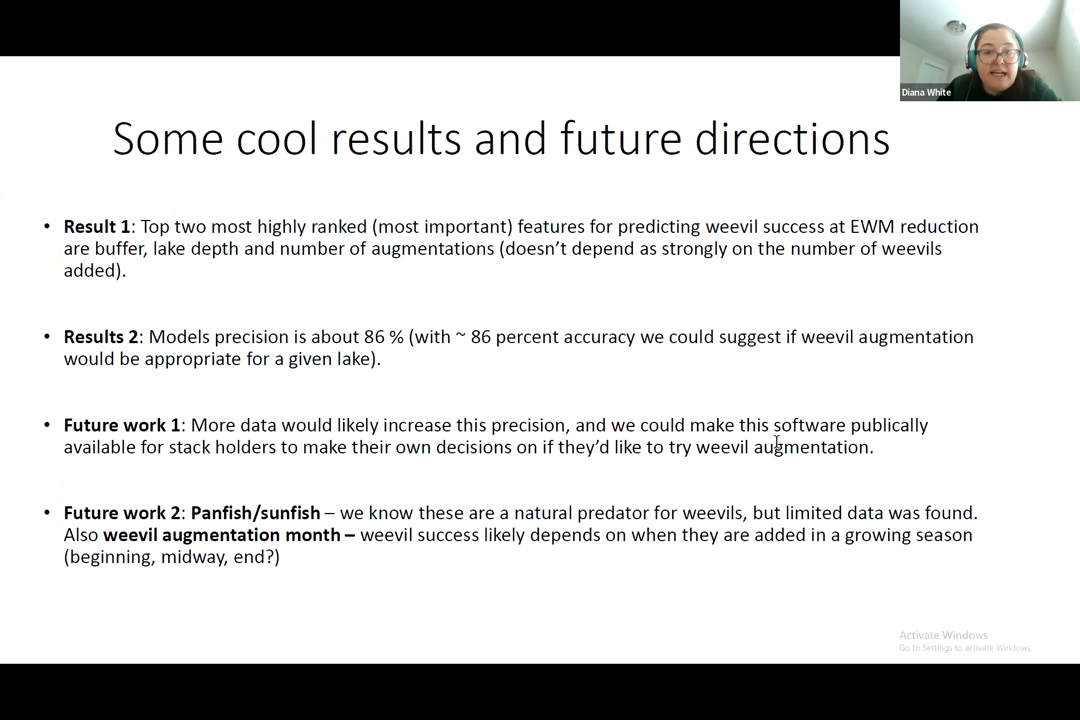 Diana White
Some cool results and future directions
• Result 1: Top two most highly ranked (most important) features for predicting weevil success at EWM reduction
are buffer, lake depth and number of augmentations (doesn't depend as strongly on the number of weevils
added).
• Results 2: Models precision is about 86 % (with ~ 86 percent accuracy we could suggest if weevil augmentation
would be appropriate for a given lake).
• Future work 1: More data would likely increase this precision, and we could make this software publically
available for stack holders to make their own decisions on if they'd like to try weevil augmentation.
• Future work 2: Panfish/sunfish – we know these are a natural predator for weevils, but limited data was found.
Also weevil augmentation month – weevil success likely depends on when they are added in a growing season
(beginning, midway, end?)
Activate Windows
Go to Settings to activate Windows.